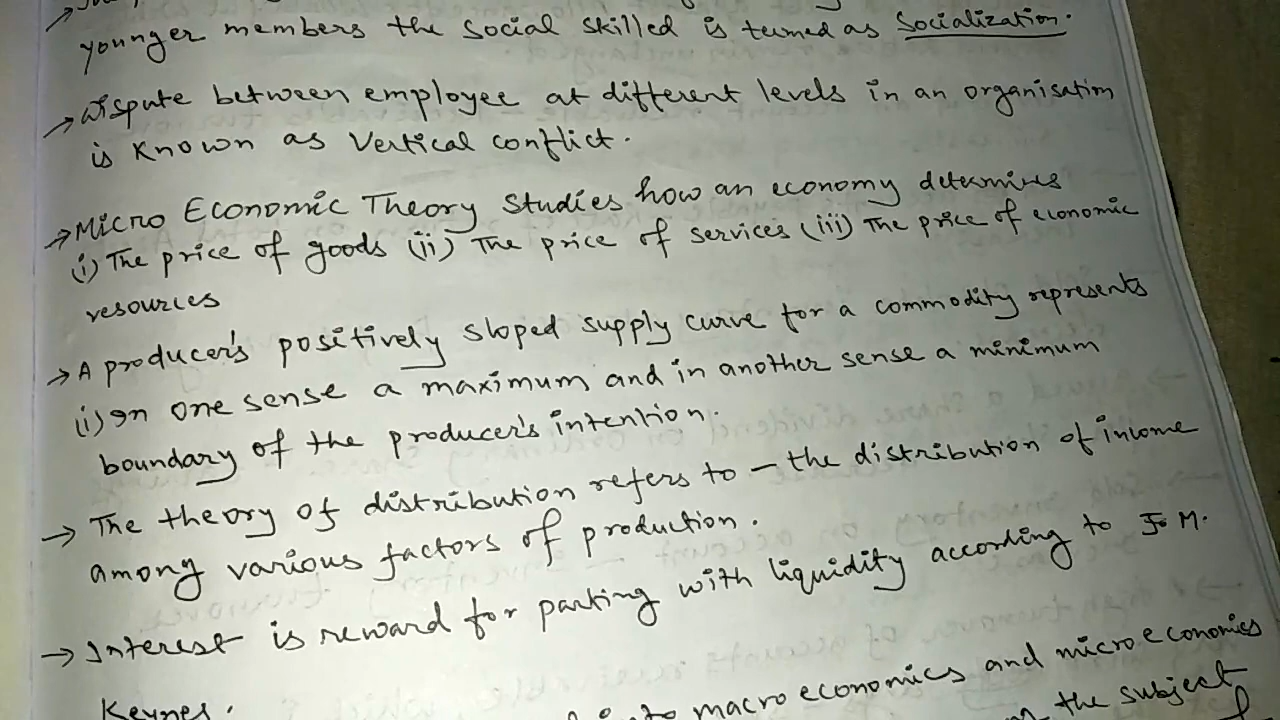 younger members the social skilled is termed as Socialization.
→ Dispute between employee at different levels in an organisation
is known as Vertical conflict.
→ Micro Economic Theory Studies how an economy determines
(i) The price of goods (ii) The price of services (iii) The price of economic
resources
→ A producer's positively sloped supply curve for a commodity represents
(i) In one sense a maximum and in another sense a minimum
boundary of the producer's intention.
→ The theory of distribution refers to – the distribution of income
among various factors of production.
→ Interest is reward for parting with liquidity according to J.M.
Keynes.
to macro economics and micro economics
the subject